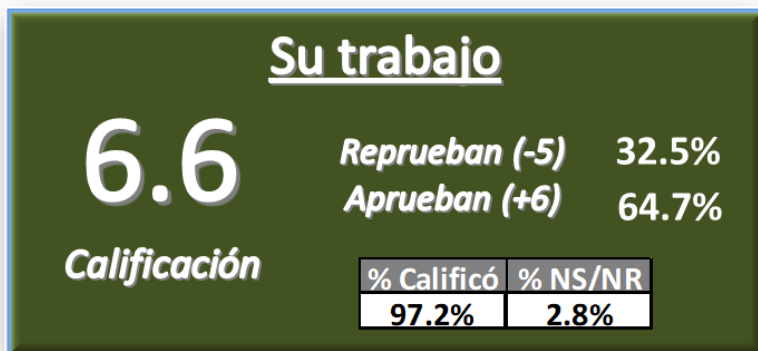 Su trabajo
6.6
Calificación
Reprueban (-5) 32.5%
Aprueban (+6) 64.7%
% Calificó % NS/NR
97.2% 2.8%